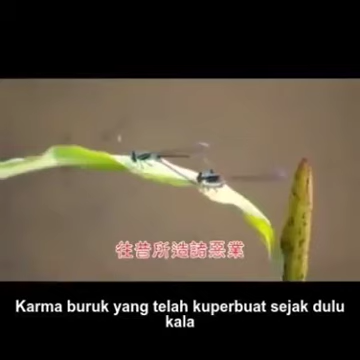 往昔所造諸惡業
Karma buruk yang telah kuperbuat sejak dulu
kala